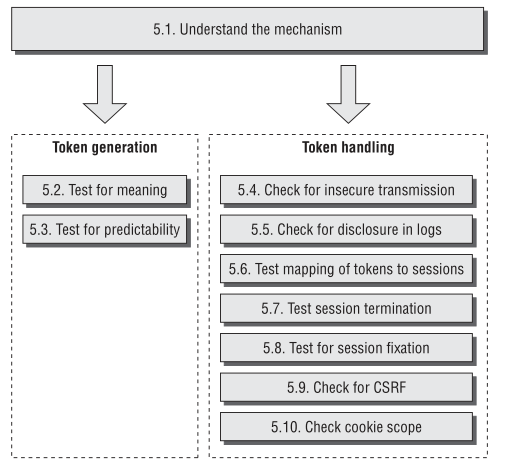 5.1. Understand the mechanism
Token generation
5.2. Test for meaning
5.3. Test for predictability
Token handling
5.4. Check for insecure transmission
5.5. Check for disclosure in logs
5.6. Test mapping of tokens to sessions
5.7. Test session termination
5.8. Test for session fixation
5.9. Check for CSRF
5.10. Check cookie scope